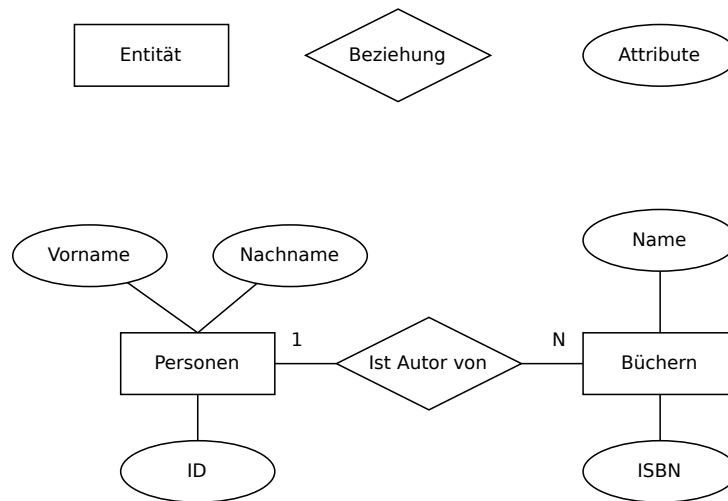 Entität
Beziehung
Attribute
Vorname
Nachname
Name
1
N
Personen
Ist Autor von
Büchern
ID
ISBN